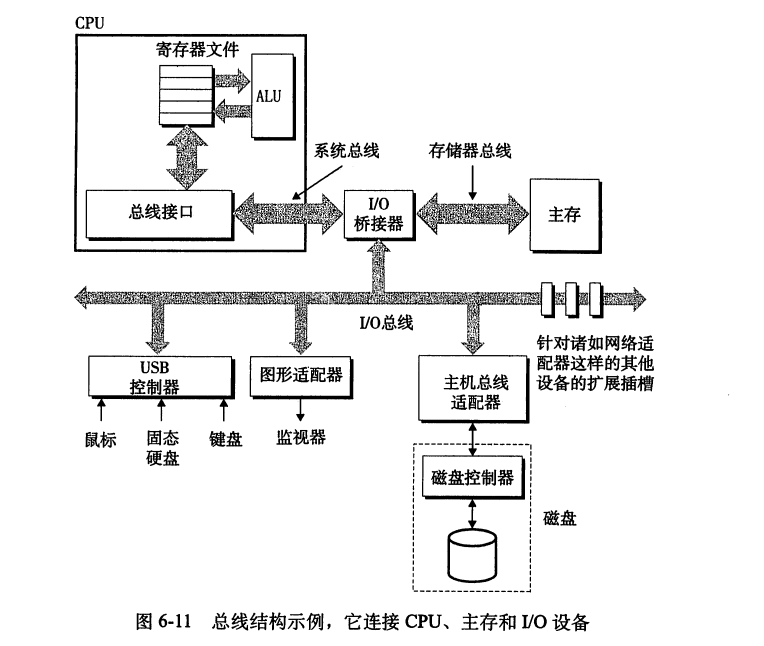 CPU
寄存器文件
ALU
系统总线
存储器总线
总线接口
I/O
桥接器
主存
I/O总线
USB
控制器
图形适配器
主机总线
适配器
针对诸如网络适
配器这样的其他
设备的扩展插槽
鼠标
固态
硬盘
键盘
监视器
磁盘控制器
磁盘
图 6-11 总线结构示例，它连接 CPU、主存和 I/O 设备